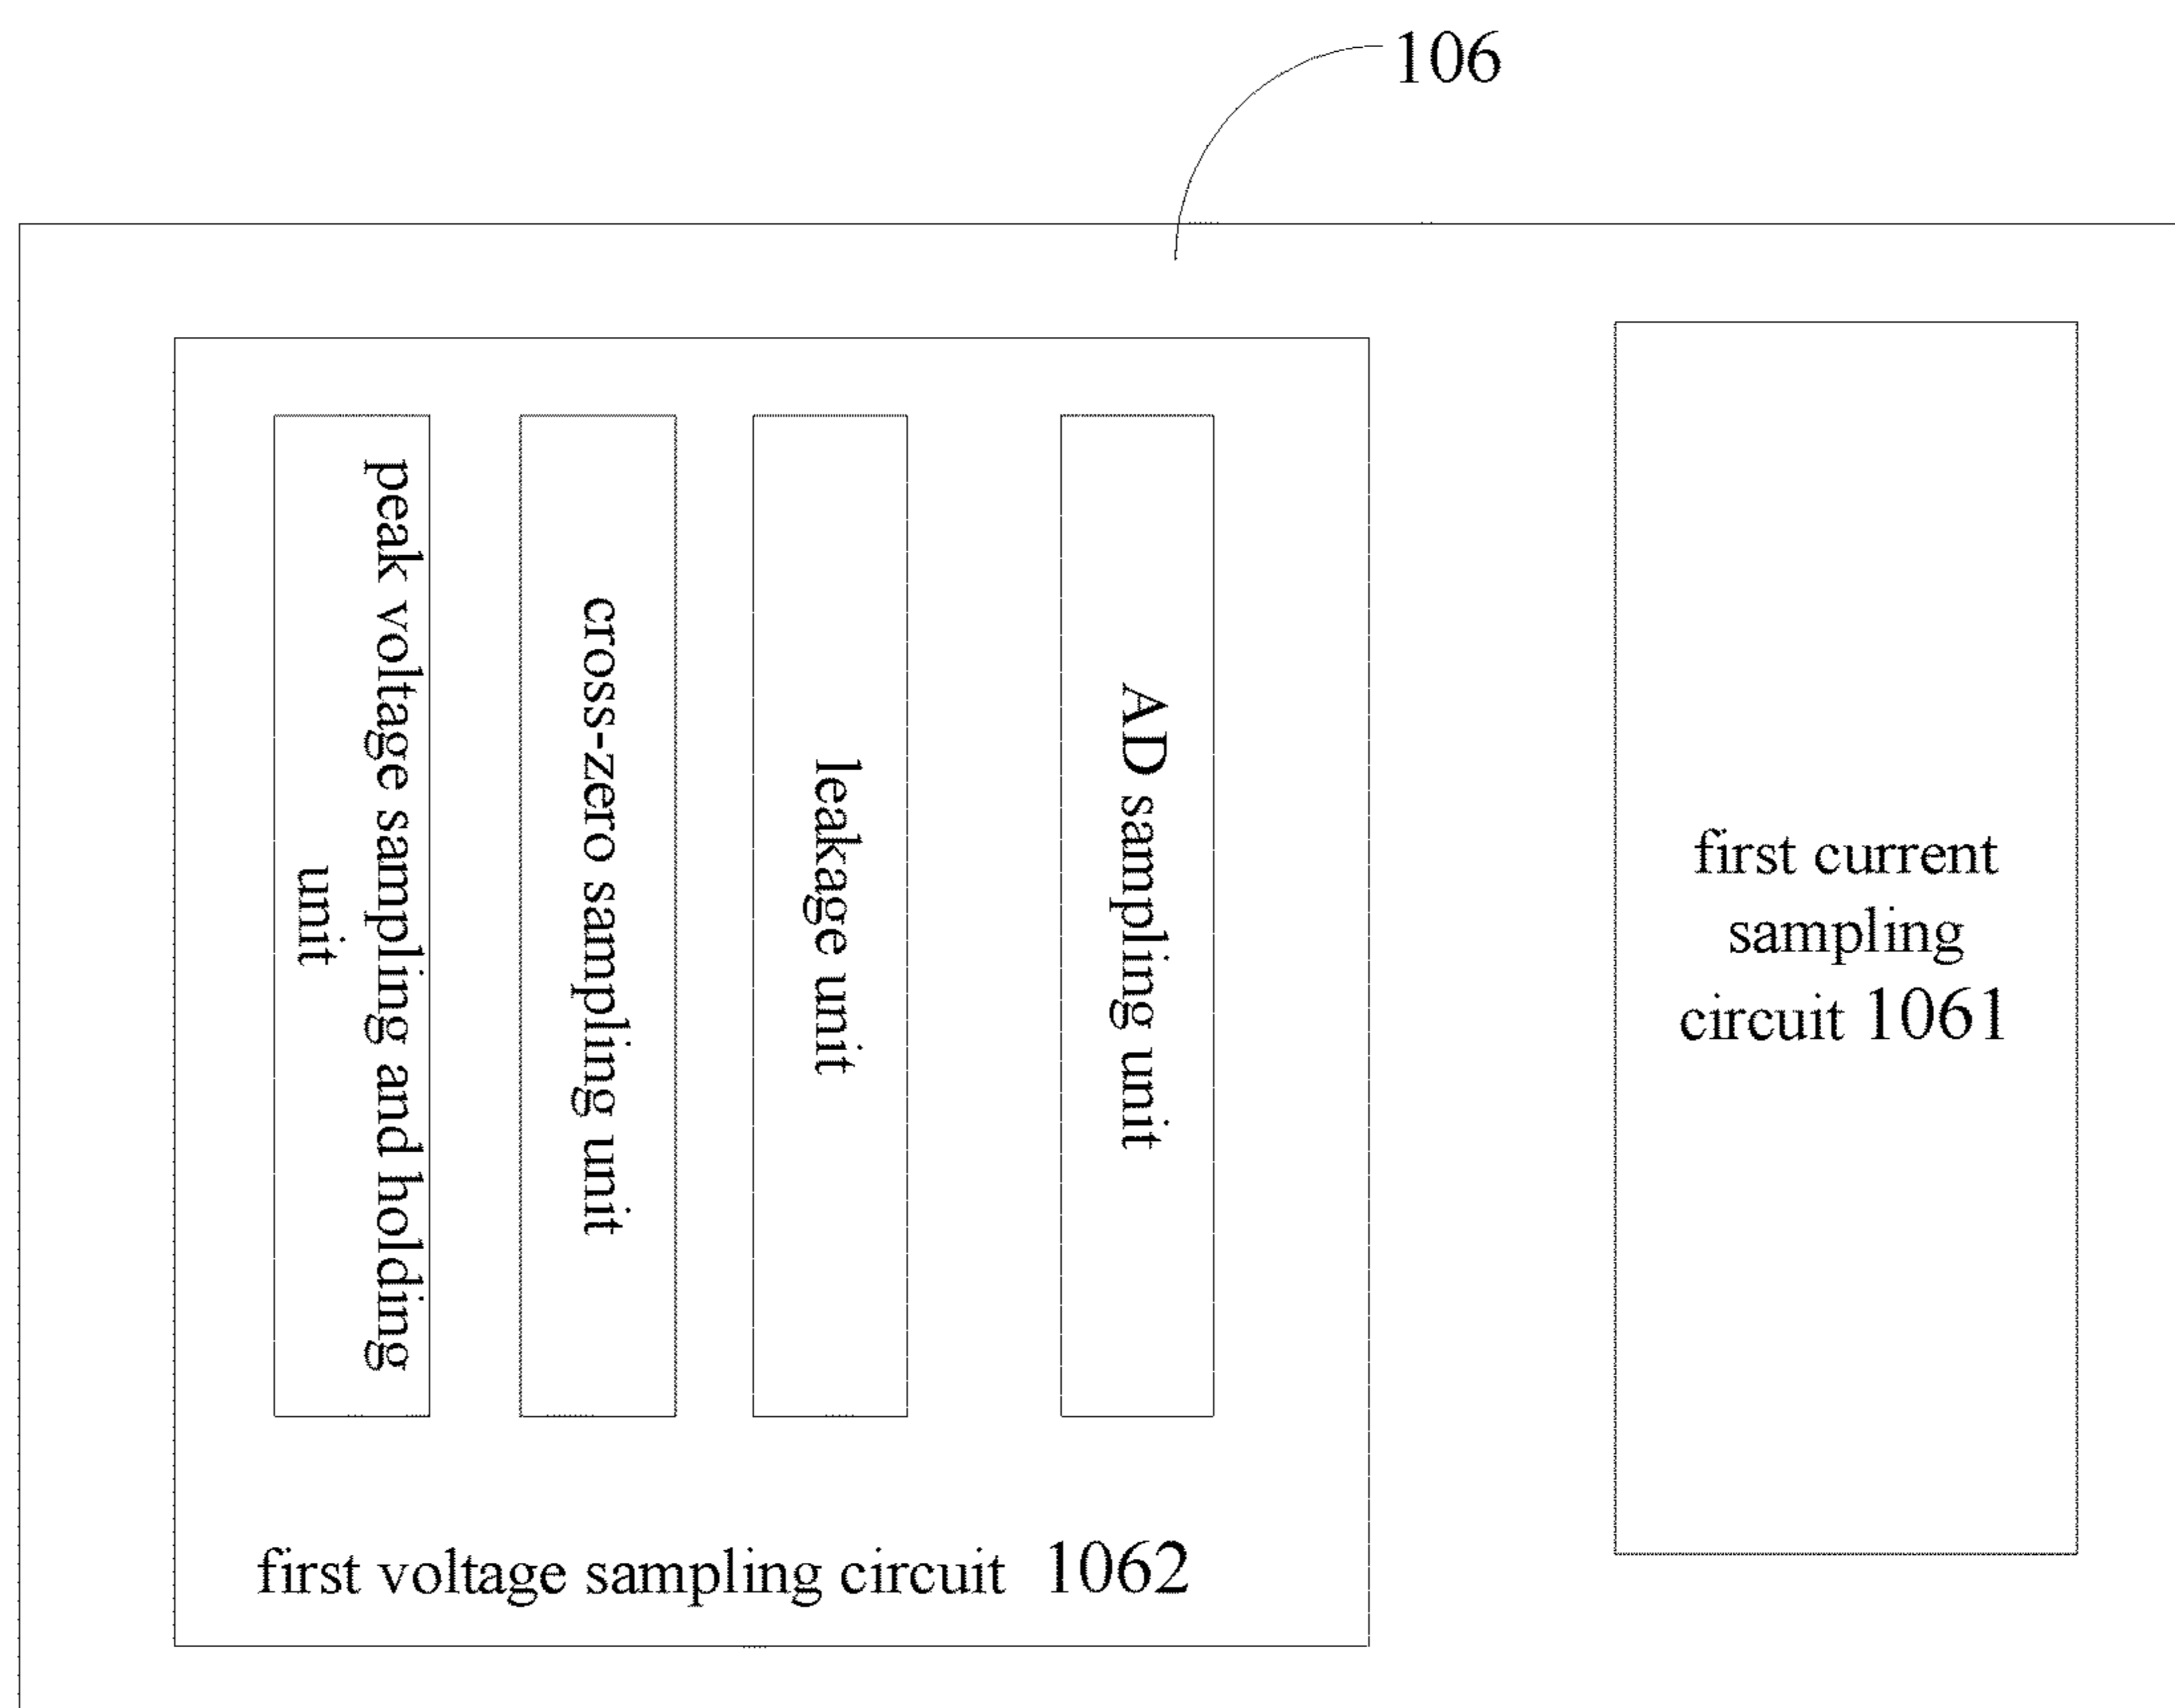 106
peak voltage sampling and holding
unit
cross-zero sampling unit
leakage unit
AD sampling unit
first current
sampling
circuit 1061
first voltage sampling circuit 1062